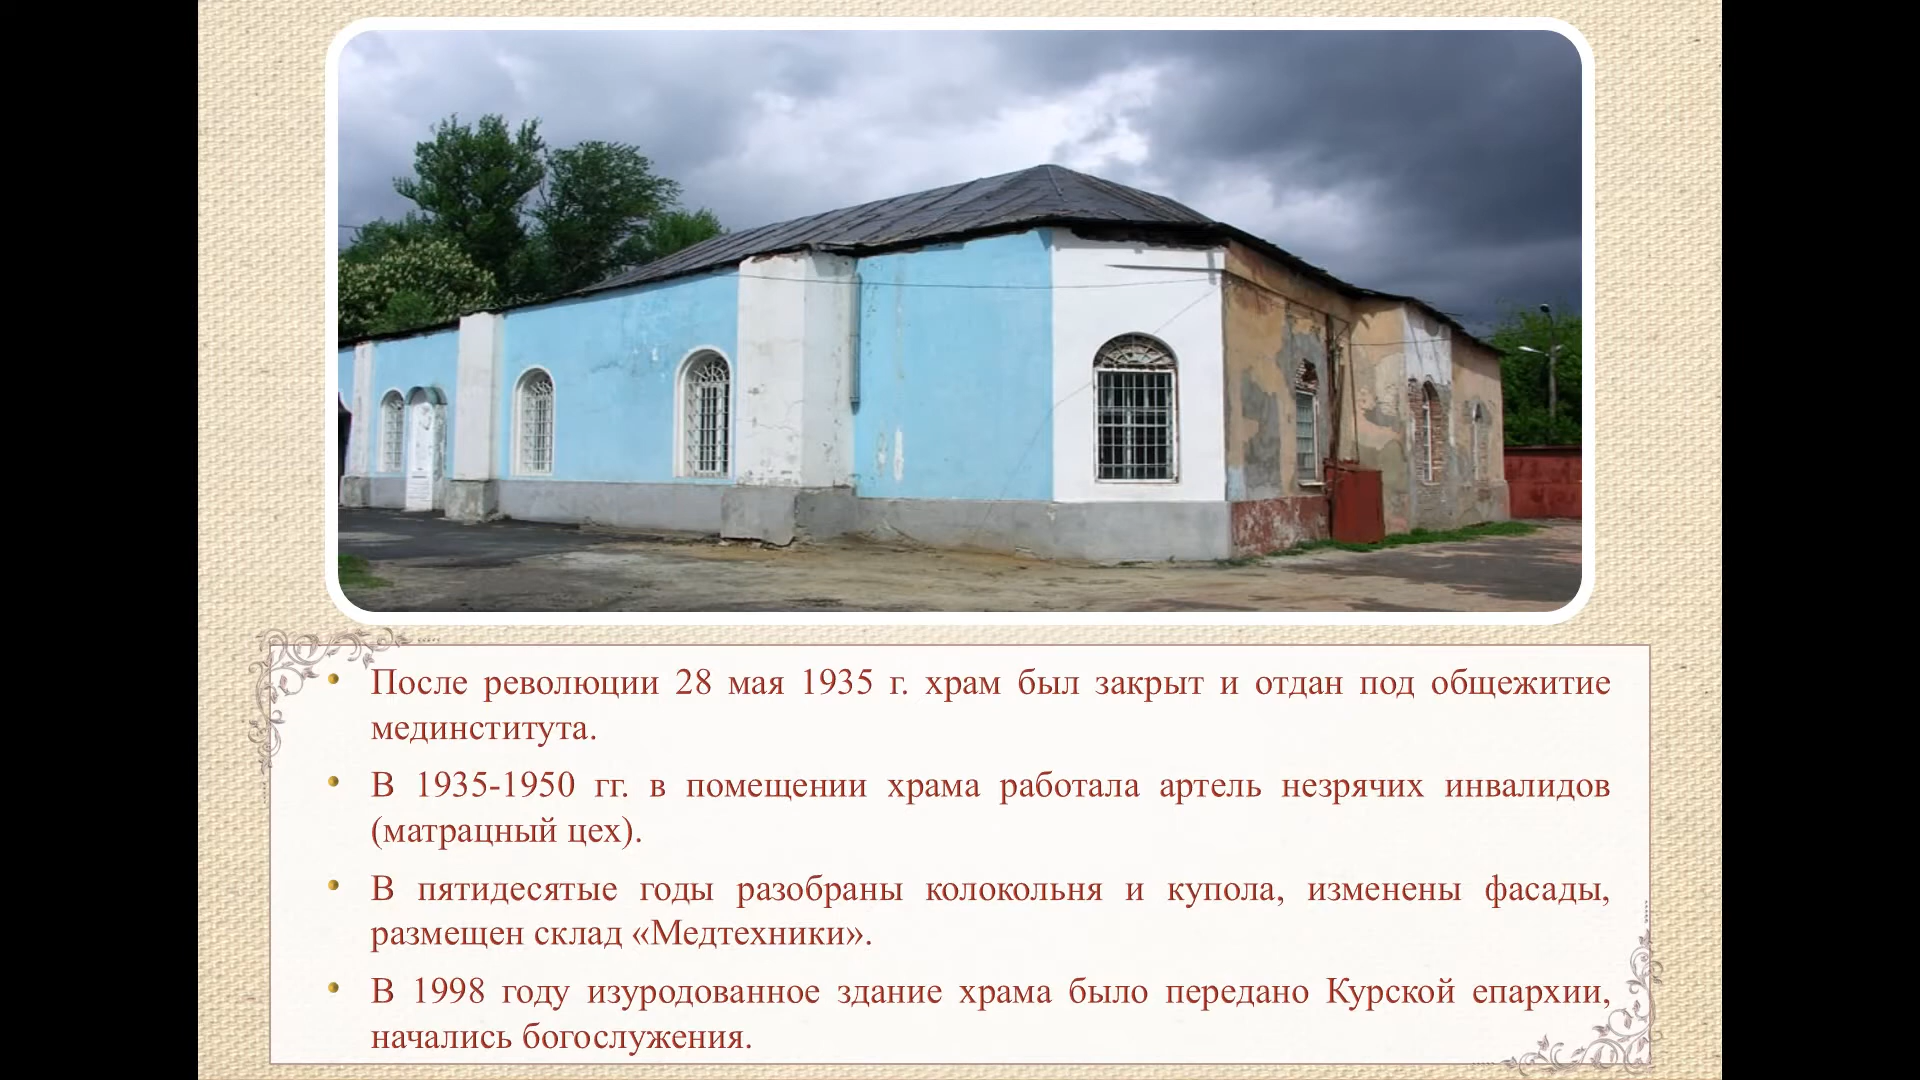 После революции 28 мая 1935 г. храм был закрыт и отдан под общежитие
мединститута.
В 1935-1950 гг. в помещении храма работала артель незрячих инвалидов
(матрацный цех).
В пятидесятые годы разобраны колокольня и купола, изменены фасады,
размещен склад «Медтехники».
В 1998 году изуродованное здание храма было передано Курской епархии,
начались богослужения.